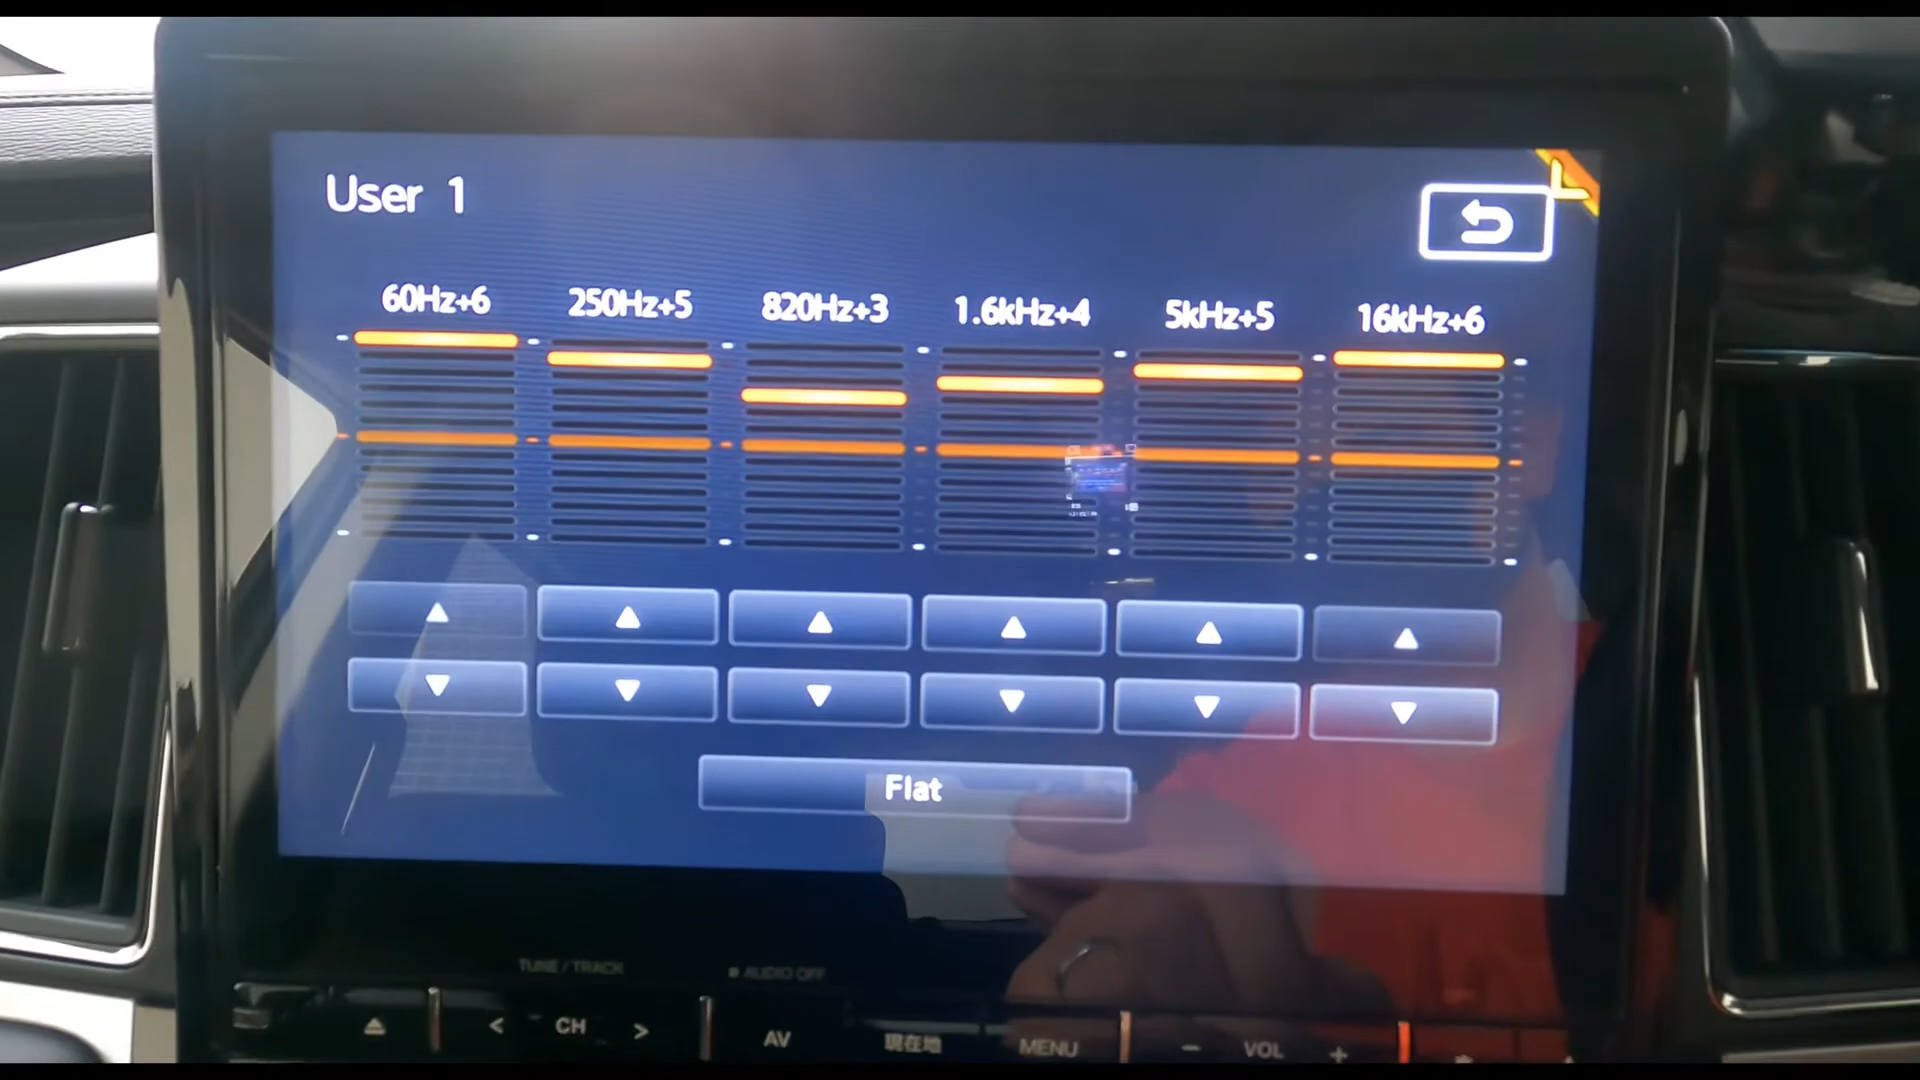 User 1
60Hz+6 250Hz+5 820Hz+3 1.6kHz+4 5kHz+5 16kHz+6
Flat
TUNE / TRACK AUDIO OFF
< CH > AV 現在地 MENU − VOL +